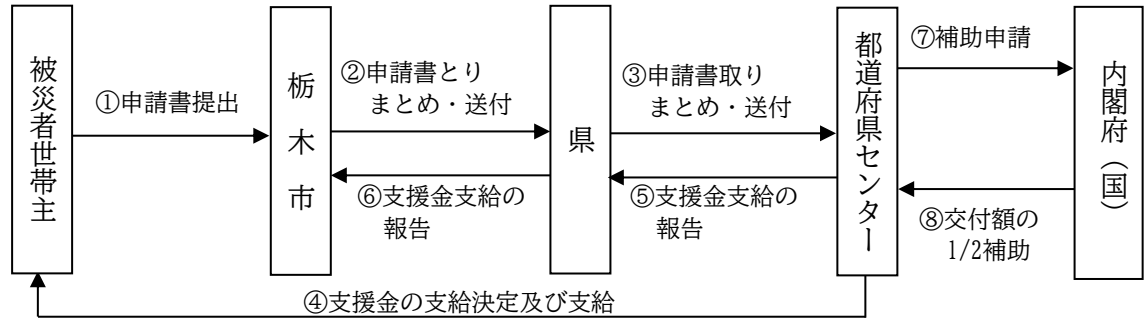 被災者世帯主
①申請書提出
栃木市
②申請書とり
まとめ・送付
⑥支援金支給の
報告
県
③申請書取り
まとめ・送付
⑤支援金支給の
報告
都道府県センター
⑦補助申請
⑧交付額の
1/2補助
内閣府（国）
④支援金の支給決定及び支給